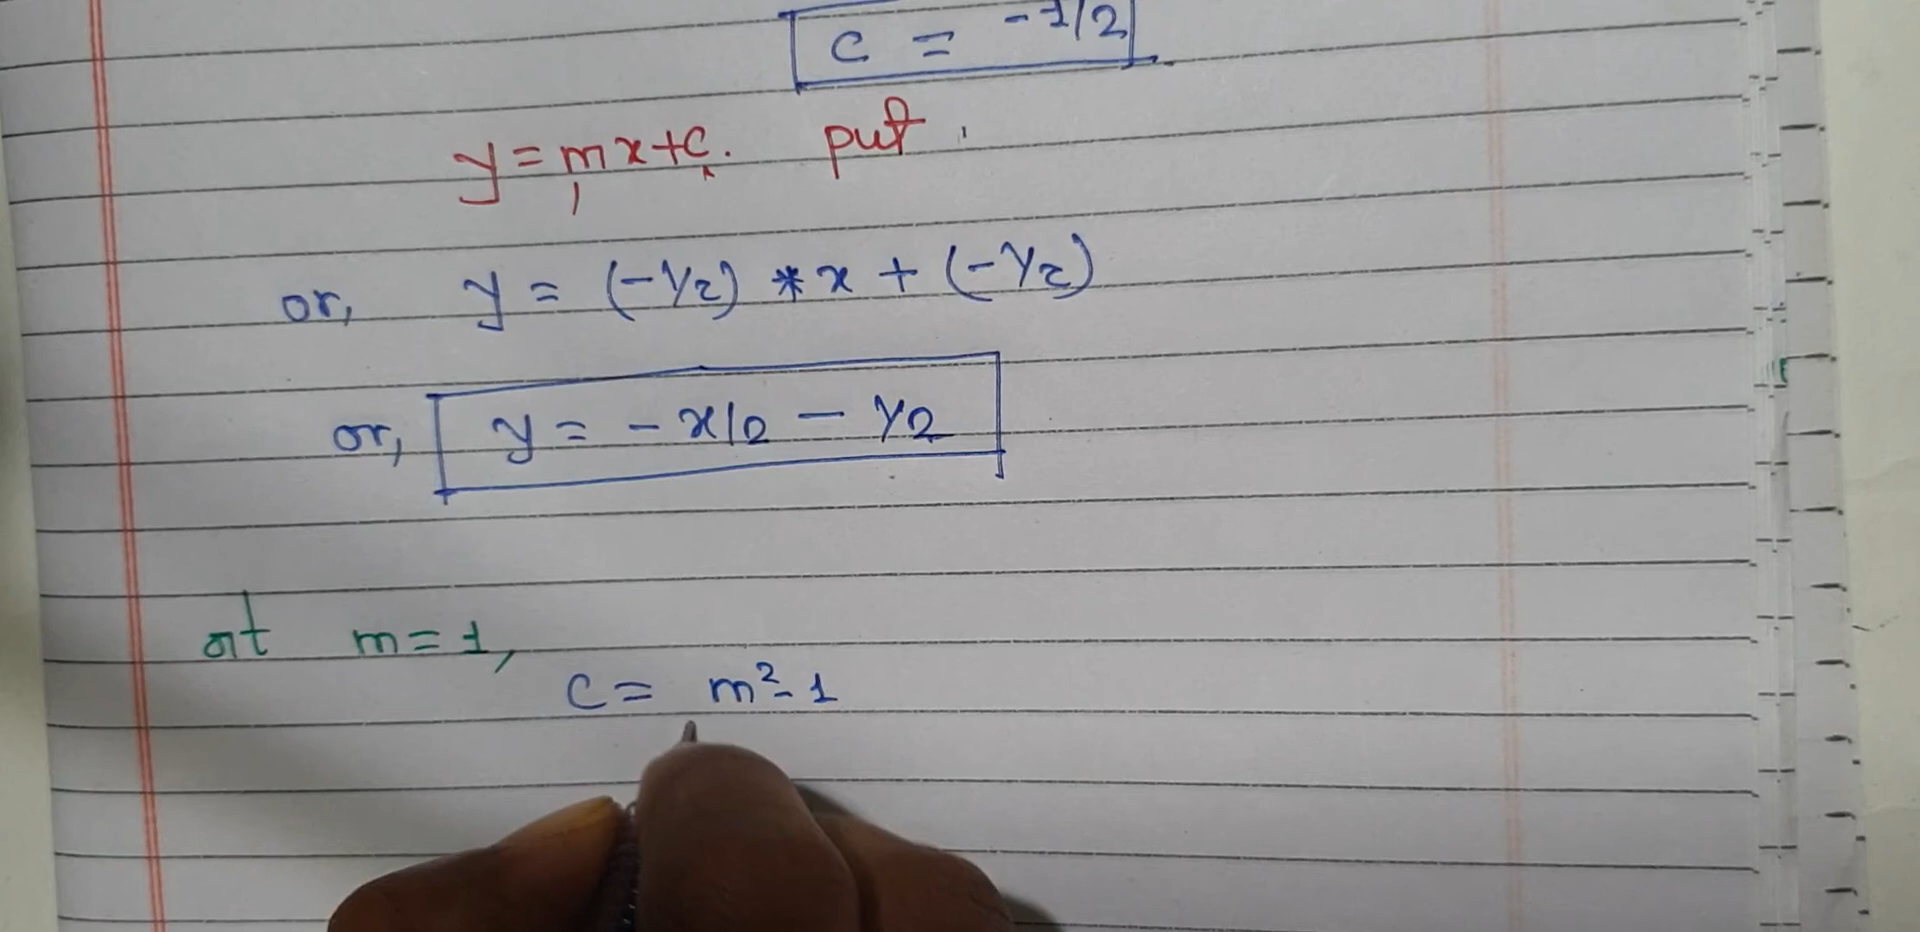 c = -1/2
y = mx+c. put
or, y = (-1/2) * x + (-1/2)
or, y = -x/2 - 1/2
at m=1,
c = m²-1